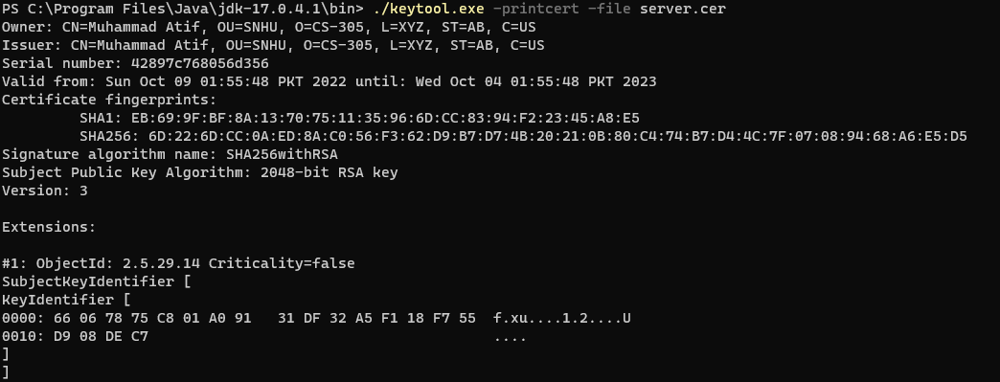 PS C:\Program Files\Java\jdk-17.0.4.1\bin> ./keytool.exe -printcert -file server.cer
Owner: CN=Muhammad Atif, OU=SNHU, O=CS-305, L=XYZ, ST=AB, C=US
Issuer: CN=Muhammad Atif, OU=SNHU, O=CS-305, L=XYZ, ST=AB, C=US
Serial number: 42897c768056d356
Valid from: Sun Oct 09 01:55:48 PKT 2022 until: Wed Oct 04 01:55:48 PKT 2023
Certificate fingerprints:
         SHA1: EB:69:9F:BF:8A:13:70:75:11:35:96:6D:CC:83:94:F2:23:45:A8:E5
         SHA256: 6D:22:6D:CC:0A:ED:8A:C0:56:F3:62:D9:B7:D7:4B:20:21:0B:80:C4:74:B7:D4:4C:7F:07:08:94:68:A6:E5:D5
Signature algorithm name: SHA256withRSA
Subject Public Key Algorithm: 2048-bit RSA key
Version: 3
Extensions:
#1: ObjectId: 2.5.29.14 Criticality=false
SubjectKeyIdentifier [
KeyIdentifier [
0000: 66 06 78 75 C8 01 A0 91   31 DF 32 A5 F1 18 F7 55  f.xu....1.2....U
0010: D9 08 DE C7                                        ....
]
]